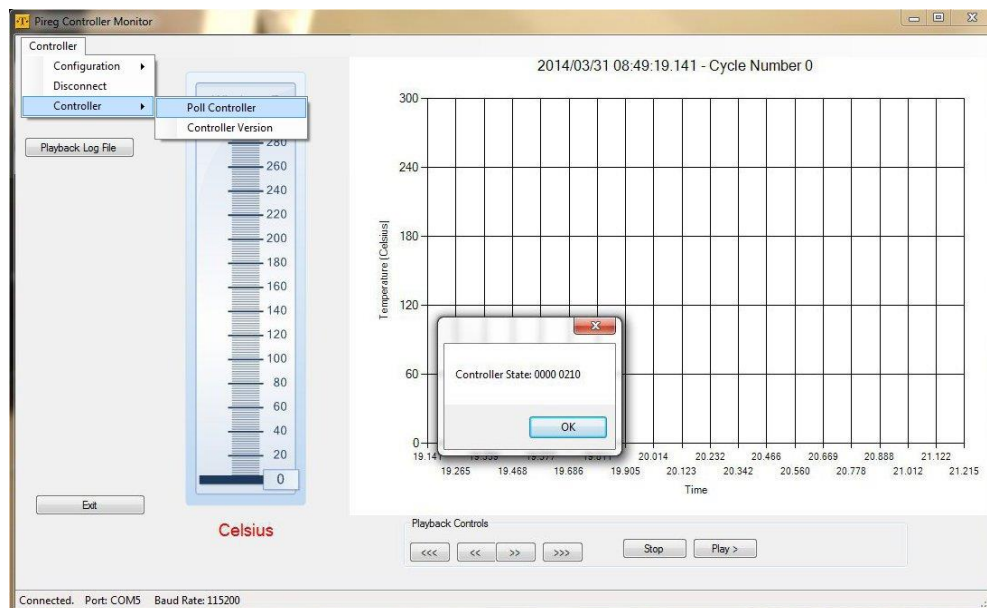 Pireg Controller Monitor
Controller
Configuration
Disconnect
Controller
Poll Controller
Controller Version
Playback Log File
280
260
240
220
200
180
160
140
120
100
80
60
40
20
0
Celsius
Exit
2014/03/31 08:49:19.141 - Cycle Number 0
Temperature [Celsius]
300
240
180
120
60
0
Controller State: 0000 0210
OK
20.014 20.232 20.466 20.669 20.888 21.122
19.265 19.468 19.686 19.905 20.123 20.342 20.560 20.778 21.012 21.215
Time
Playback Controls
<<< << >> >>> Stop Play >
Connected. Port: COM5 Baud Rate: 115200